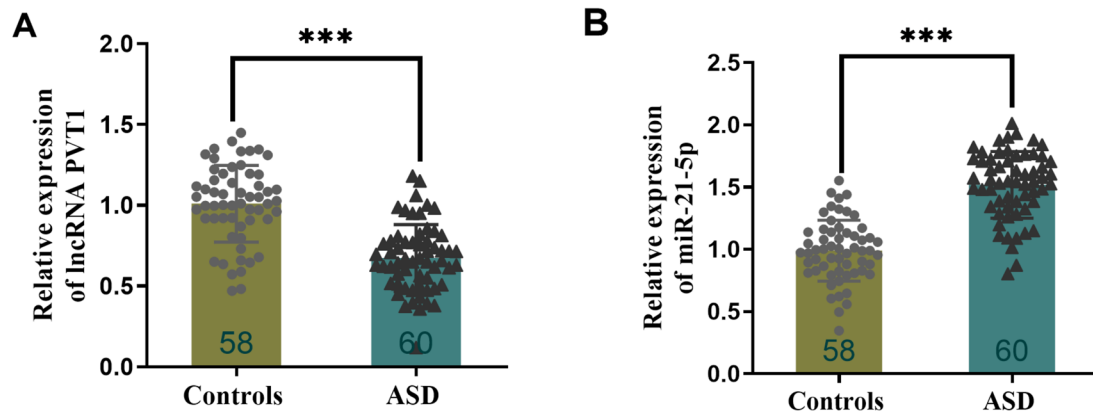 A
Relative expression
of lncRNA PVT1
2.0
1.5
1.0
0.5
0.0
***
58
60
Controls
ASD
B
Relative expression
of miR-21-5p
2.5
2.0
1.5
1.0
0.5
0.0
***
58
60
Controls
ASD